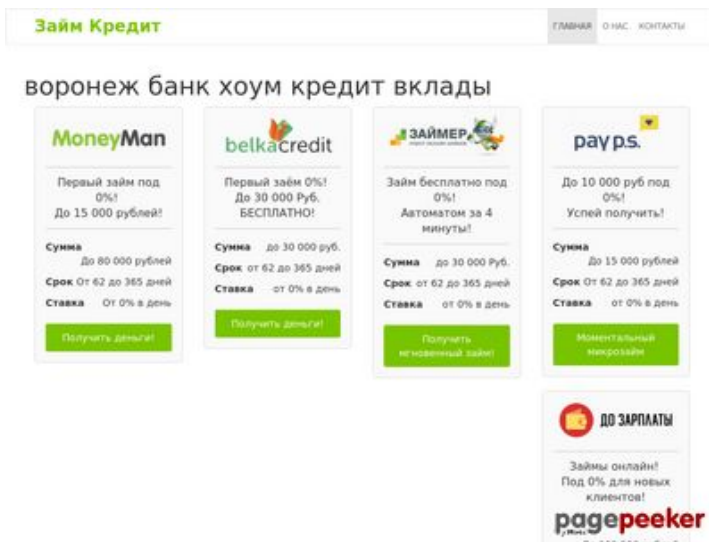 Займ Кредит
ГЛАВНАЯ О НАС КОНТАКТЫ
воронеж банк хоум кредит вклады
MoneyMan
Первый займ под
0%!
До 15 000 рублей!
Сумма
До 80 000 рублей
Срок От 62 до 365 дней
Ставка От 0% в день
Получить деньги!
belkacredit
Первый заём 0%!
До 30 000 Руб.
БЕСПЛАТНО!
Сумма до 30 000 руб.
Срок от 62 до 365 дней
Ставка от 0% в день
Получить деньги!
ЗАЙМЕР
Займ бесплатно под
0%!
Автоматом за 4
минуты!
Сумма до 30 000 Руб.
Срок от 62 до 365 дней
Ставка от 0% в день
Получить
мгновенный займ!
pay p.s.
До 10 000 руб под
0%!
Успей получить!
Сумма
До 15 000 рублей
Срок От 62 до 365 дней
Ставка от 0% в день
Моментальный
микрозайм
ДО ЗАРПЛАТЫ
Займы онлайн!
Под 0% для новых
клиентов!
pagepeeker